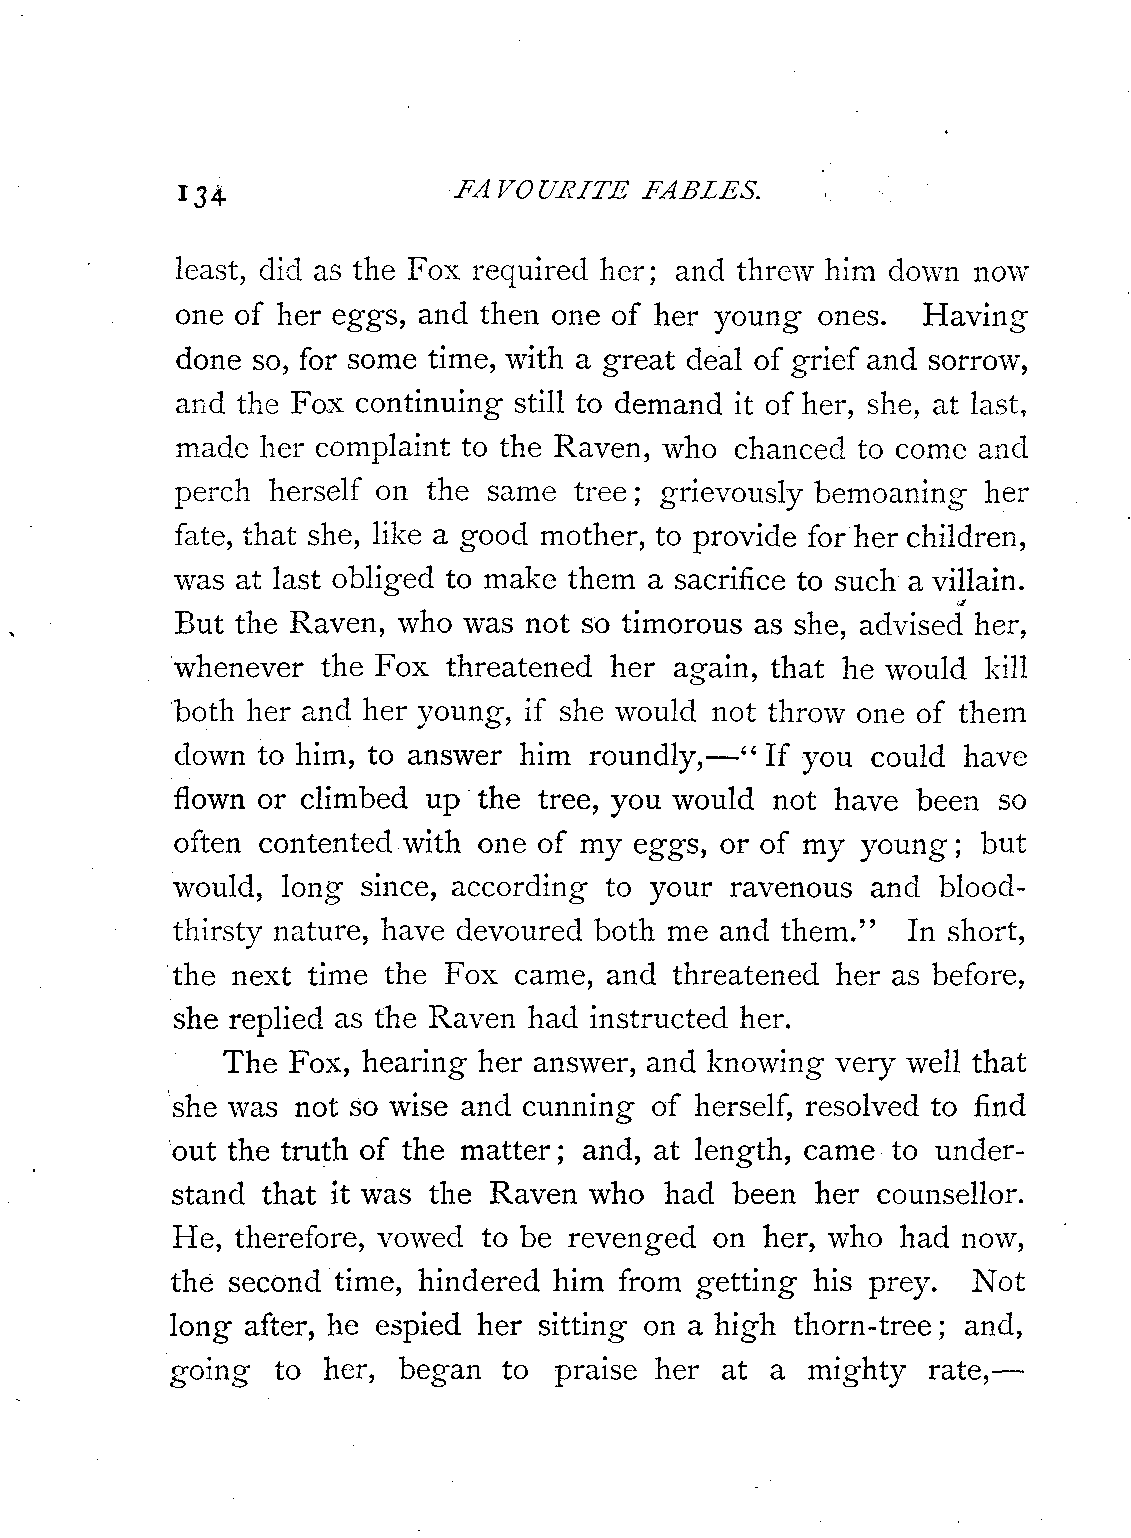 134 FAVOURITE FABLES.
least, did as the Fox required her; and threw him down now
one of her eggs, and then one of her young ones. Having
done so, for some time, with a great deal of grief and sorrow,
and the Fox continuing still to demand it of her, she, at last,
made her complaint to the Raven, who chanced to come and
perch herself on the same tree; grievously bemoaning her
fate, that she, like a good mother, to provide for her children,
was at last obliged to make them a sacrifice to such a villain.
But the Raven, who was not so timorous as she, advised her,
whenever the Fox threatened her again, that he would kill
both her and her young, if she would not throw one of them
down to him, to answer him roundly,—“If you could have
flown or climbed up the tree, you would not have been so
often contented with one of my eggs, or of my young; but
would, long since, according to your ravenous and blood-
thirsty nature, have devoured both me and them.” In short,
the next time the Fox came, and threatened her as before,
she replied as the Raven had instructed her.
The Fox, hearing her answer, and knowing very well that
she was not so wise and cunning of herself, resolved to find
out the truth of the matter; and, at length, came to under-
stand that it was the Raven who had been her counsellor.
He, therefore, vowed to be revenged on her, who had now,
the second time, hindered him from getting his prey. Not
long after, he espied her sitting on a high thorn-tree; and,
going to her, began to praise her at a mighty rate,—